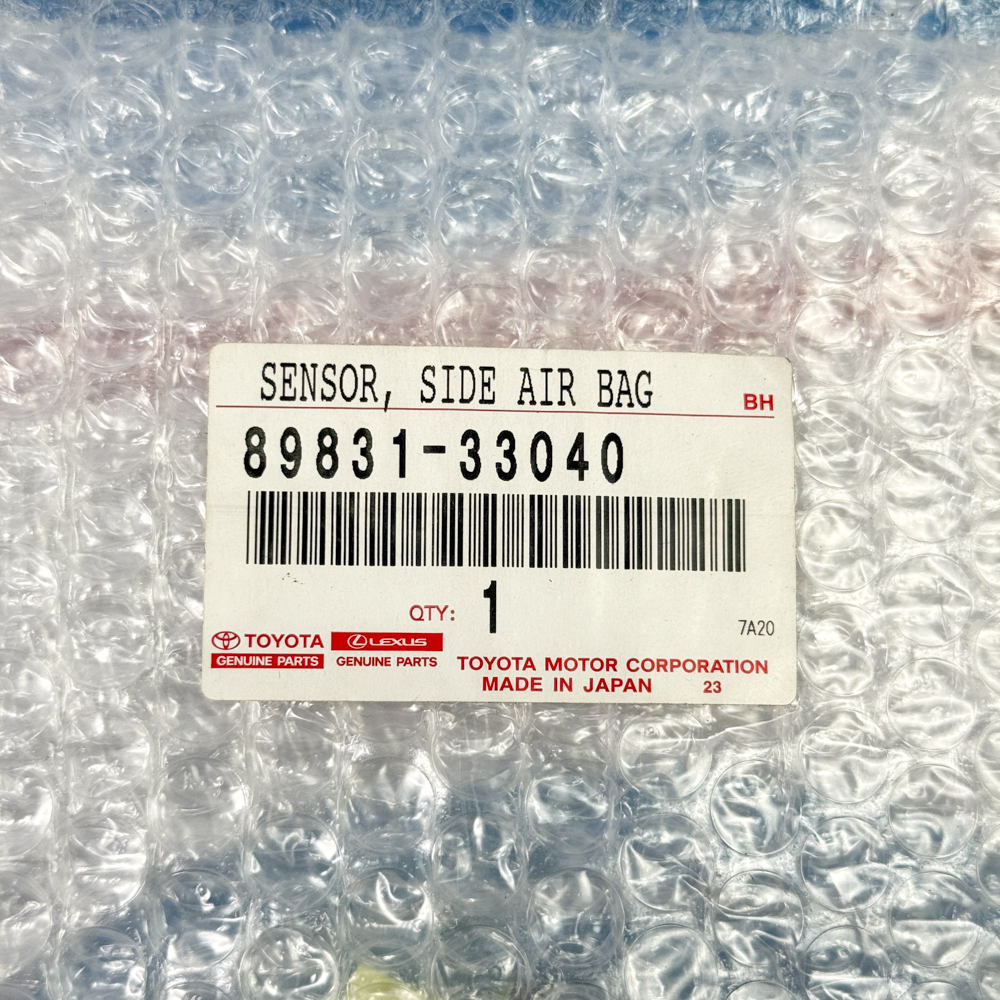 SENSOR, SIDE AIR BAG
BH
89831-33040
QTY: 1
7A20
TOYOTA
LEXUS
GENUINE PARTS
GENUINE PARTS
TOYOTA MOTOR CORPORATION
MADE IN JAPAN 23